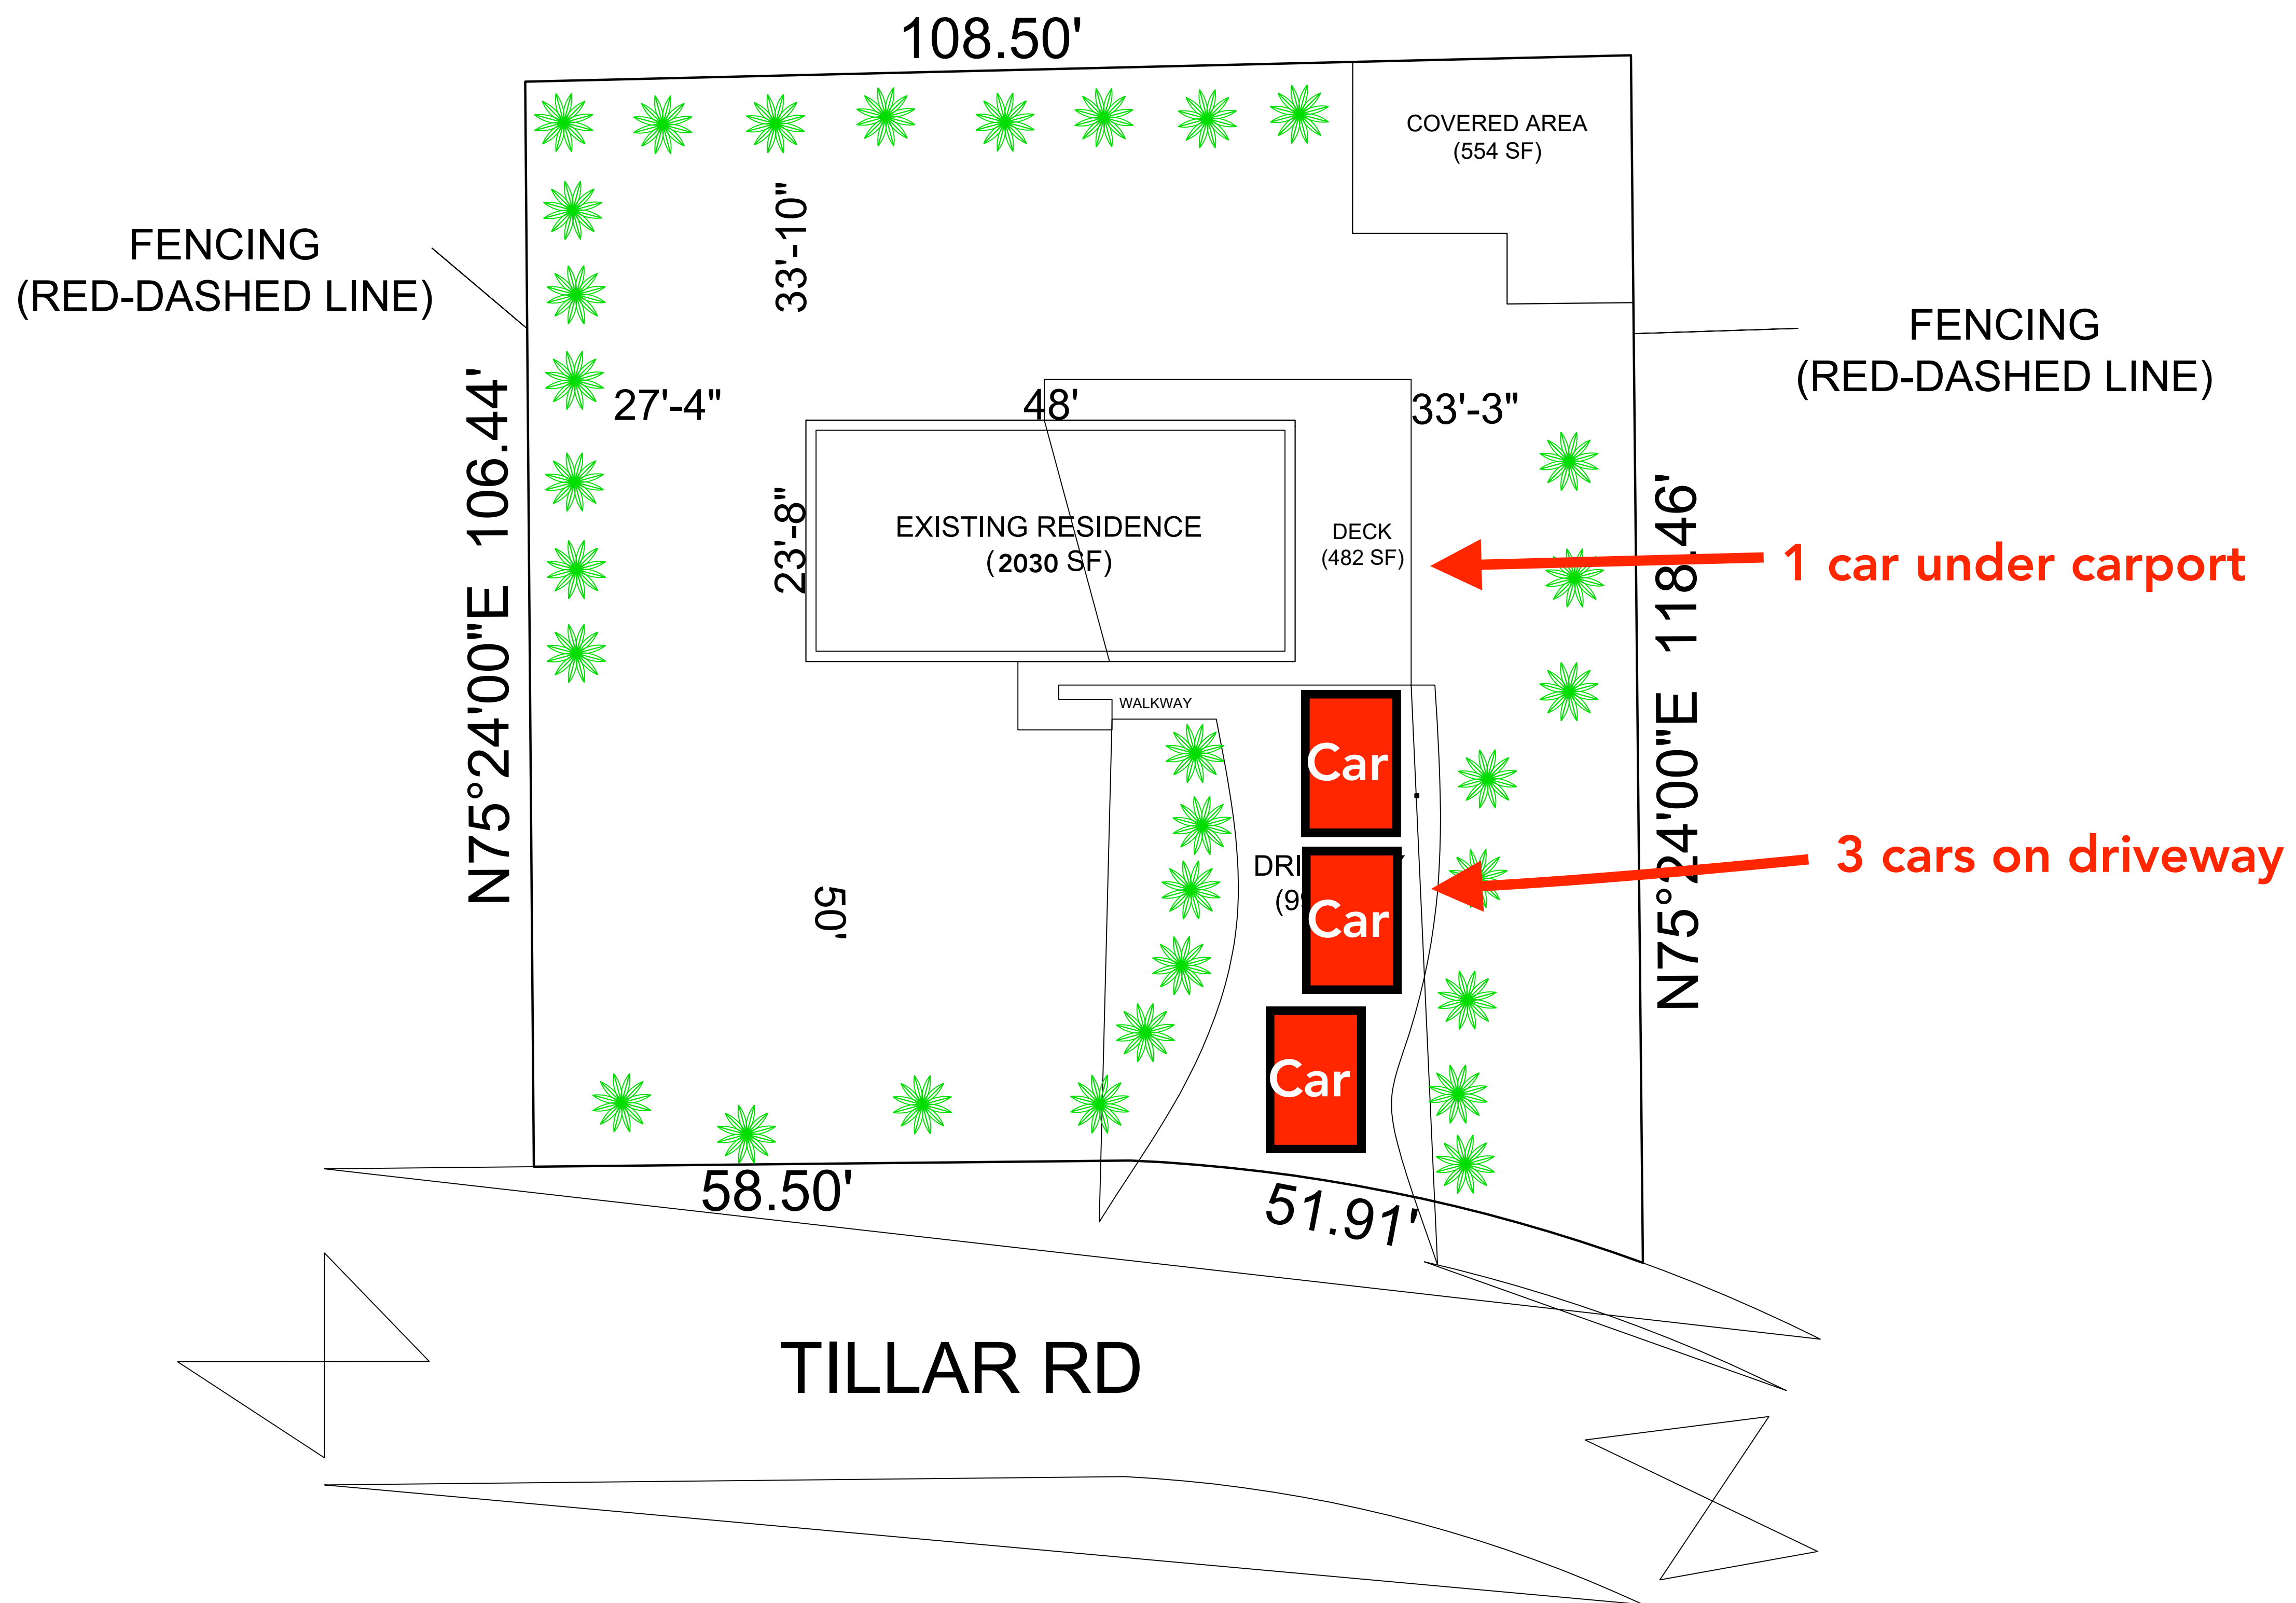 108.50'
COVERED AREA
(554 SF)
33'-10"
FENCING
(RED-DASHED LINE)
FENCING
(RED-DASHED LINE)
27'-4"
48'
33'-3"
N75°24'00"E 106.44'
23'-8"
EXISTING RESIDENCE
(2030 SF)
DECK
(482 SF)
N75°24'00"E 118.46'
1 car under carport
WALKWAY
Car
3 cars on driveway
50'
Car
Car
58.50'
51.91'
TILLAR RD